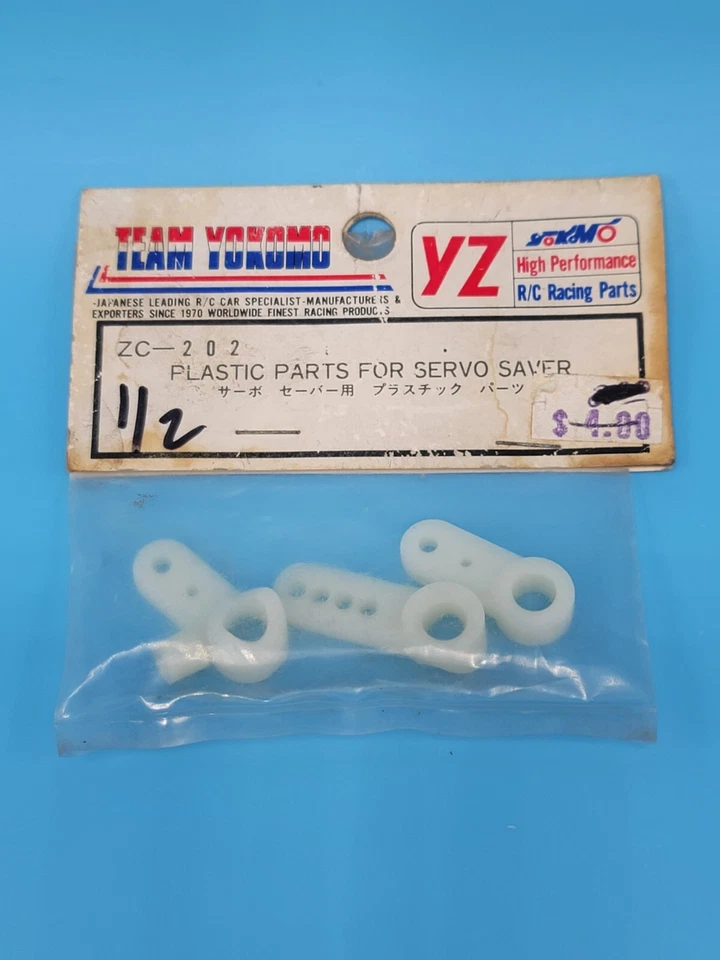 TEAM YOKOMO
-JAPANESE LEADING R/C CAR SPECIALIST-MANUFACTURERS &
EXPORTERS SINCE 1970 WORLDWIDE FINEST RACING PRODUCTS
YZ
YOKOMO
High Performance
R/C Racing Parts
ZC-202
PLASTIC PARTS FOR SERVO SAVER
サーボ セーバー用 プラスチック パーツ
1/2
$ 4.00